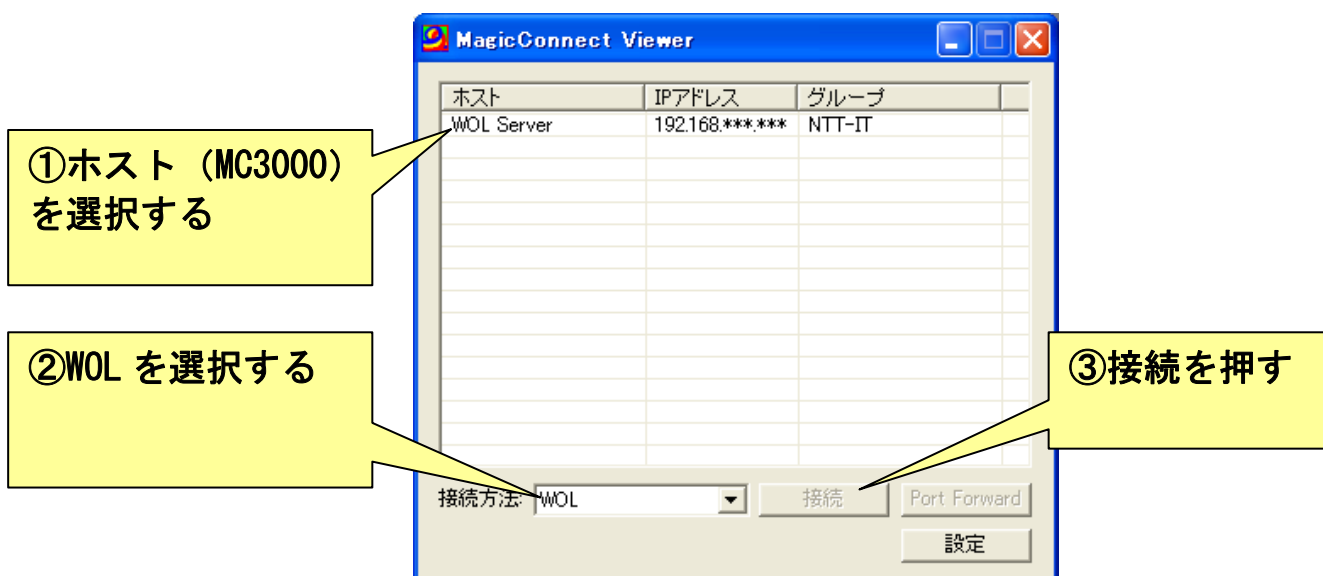 MagicConnect Viewer
ホスト IPアドレス グループ
WOL Server 192.168.***.*** NTT-IT
①ホスト（MC3000）
を選択する
②WOL を選択する
③接続を押す
接続方法: WOL 接続 Port Forward
設定